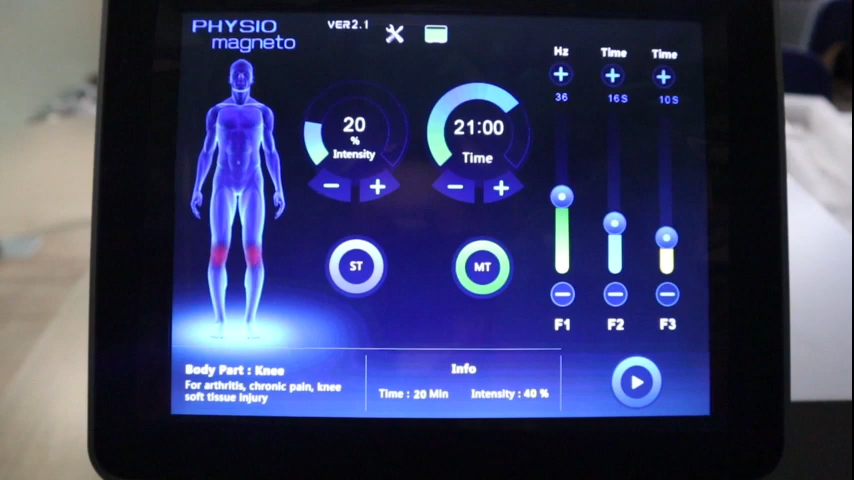 PHYSIO
magneto
VER2.1
Hz
Time
Time
36
16S
10S
20
%
Intensity
21:00
Time
ST
MT
F1
F2
F3
Body Part : Knee
For arthritis, chronic pain, knee
soft tissue injury
Info
Time : 20 Min
Intensity : 40 %